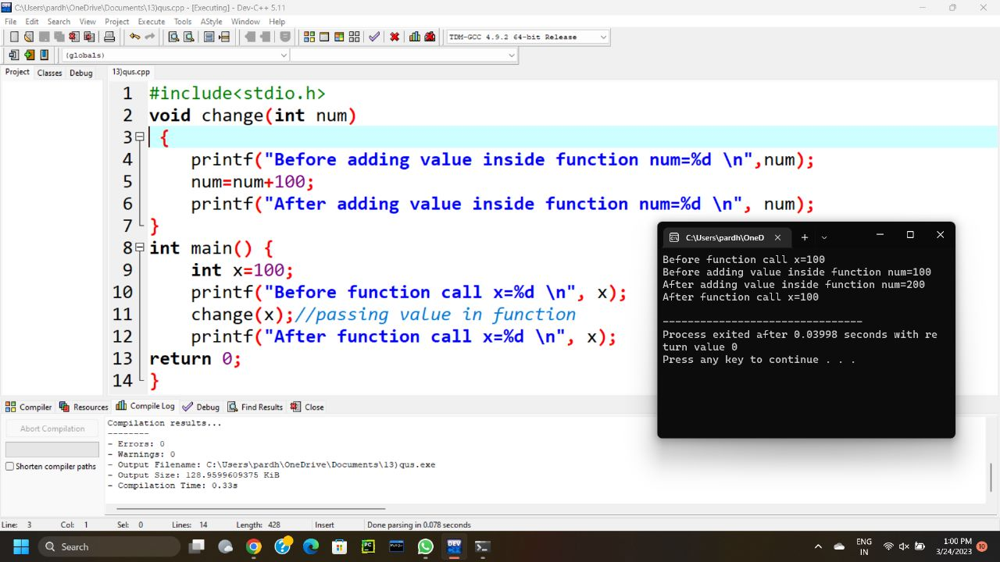 C:\Users\pardh\OneDrive\Documents\13)qus.cpp - [Executing] - Dev-C++ 5.11
File Edit Search View Project Execute Tools AStyle Window Help
TDM-GCC 4.9.2 64-bit Release
(globals)
Project Classes Debug
13)qus.cpp
1 #include<stdio.h>
2 void change(int num)
3 {
4 printf("Before adding value inside function num=%d \n",num);
5 num=num+100;
6 printf("After adding value inside function num=%d \n", num);
7 }
8 int main() {
9 int x=100;
10 printf("Before function call x=%d \n", x);
11 change(x);//passing value in function
12 printf("After function call x=%d \n", x);
13 return 0;
14 }
C:\Users\pardh\OneD
Before function call x=100
Before adding value inside function num=100
After adding value inside function num=200
After function call x=100
--------------------------------
Process exited after 0.03998 seconds with re
turn value 0
Press any key to continue . . .
Compiler Resources Compile Log Debug Find Results Close
Abort Compilation
Shorten compiler paths
Compilation results...
--------
- Errors: 0
- Warnings: 0
- Output Filename: C:\Users\pardh\OneDrive\Documents\13)qus.exe
- Output Size: 128.9599609375 KiB
- Compilation Time: 0.33s
Line: 3 Col: 1 Sel: 0 Lines: 14 Length: 428 Insert Done parsing in 0.078 seconds
Search
PC
MySQL
DEV
C++
ENG
IN
1:00 PM
3/24/2023
10